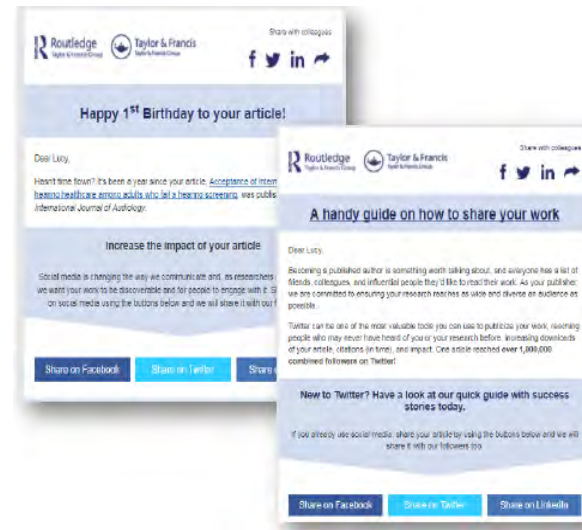 Share with colleagues
Routledge
Taylor & Francis Group
Taylor & Francis
Taylor & Francis Group
Happy 1st Birthday to your article!
Dear Lucy,
Hasn't time flown? It's been a year since your article, Acceptance of
hearing healthcare among adults who fail a hearing screening, was
International Journal of Audiology.
Increase the impact of your article
Social media is changing the way we communicate and, as researchers
we want your work to be discoverable and for people to engage with it.
on social media using the buttons below and we will share it with our
Share on Facebook
Share on Twitter
Share
Share with colleagues
Routledge
Taylor & Francis Group
Taylor & Francis
Taylor & Francis Group
A handy guide on how to share your work
Dear Lucy,
Becoming a published author is something worth talking about, and everyone has a list of
friends, colleagues, and influential people they'd like to read their work. As your publisher,
we are committed to ensuring your research reaches as wide and diverse an audience as
possible.
Twitter can be one of the most valuable tools you can use to publicize your work, reaching
people who may never have heard of you or your research before, increasing downloads
of your article, citations (in time), and impact. One article reached over 1,000,000
combined followers on Twitter!
New to Twitter? Have a look at our quick guide with success
stories today.
If you already use social media, share your article by using the buttons below and we will
share it with our followers too.
Share on Facebook
Share on Twitter
Share on LinkedIn